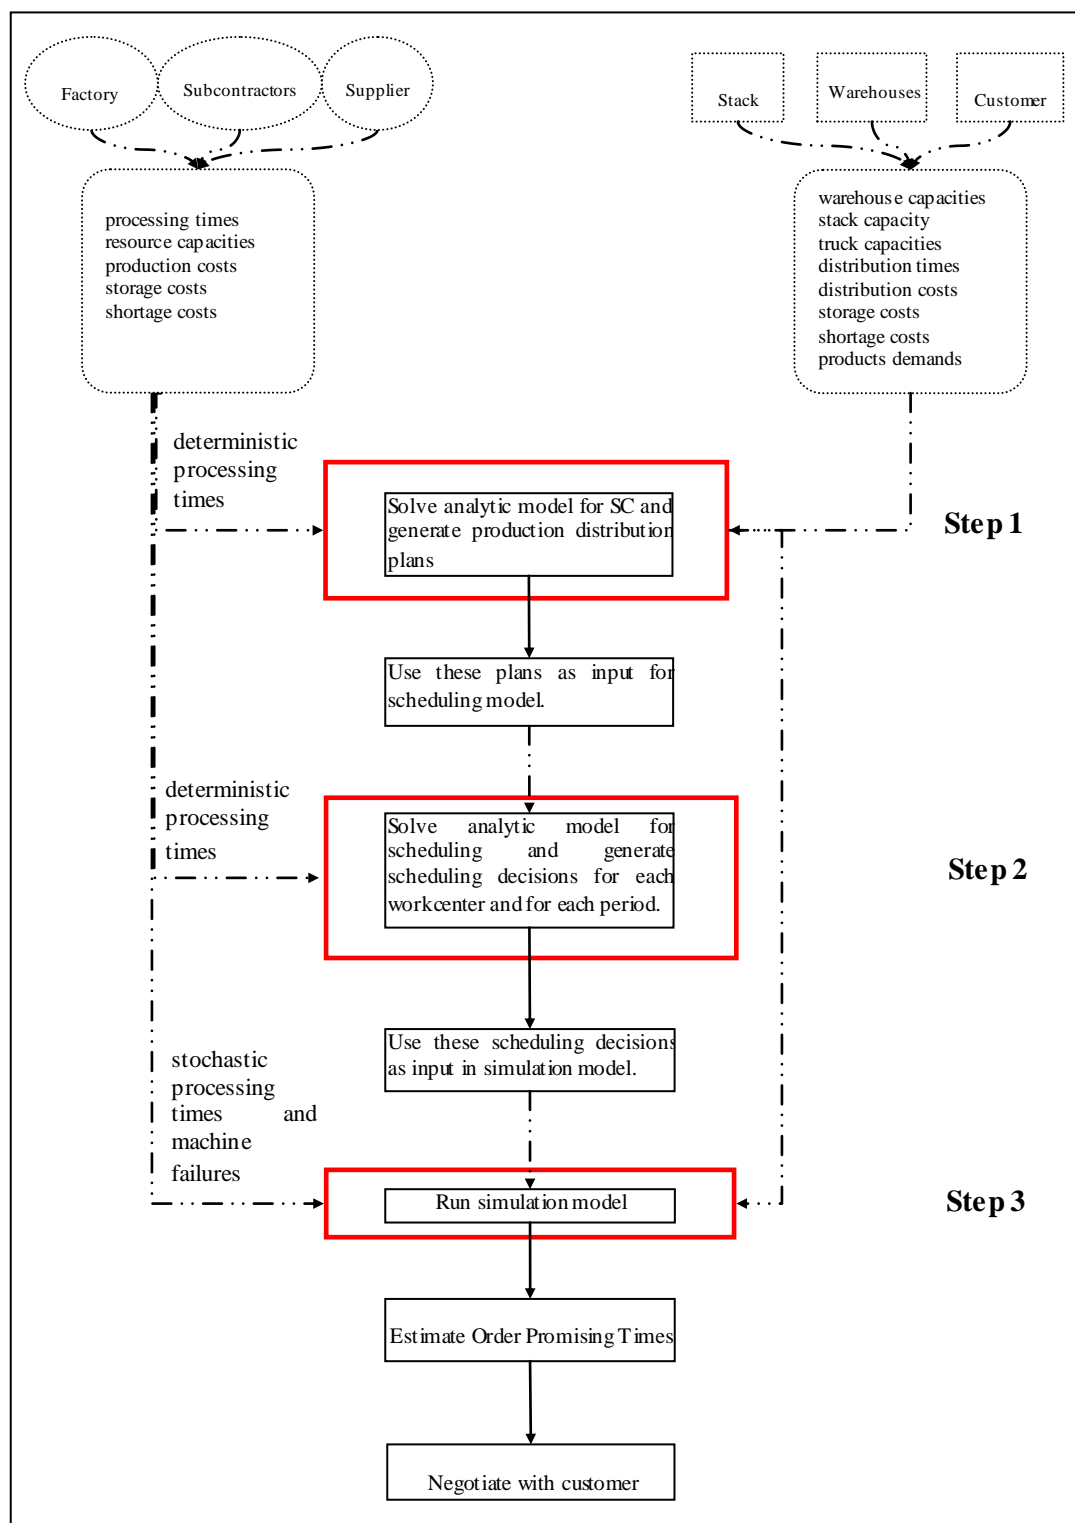 Factory
Subcontractors
Supplier
Stack
Warehouses
Customer
processing times
resource capacities
production costs
storage costs
shortage costs
warehouse capacities
stack capacity
truck capacities
distribution times
distribution costs
storage costs
shortage costs
products demands
deterministic
processing
times
Solve analytic model for SC and
generate production distribution
plans
Step 1
Use these plans as input for
scheduling model.
deterministic
processing
times
Solve analytic model for
scheduling and generate
scheduling decisions for each
workcenter and for each period.
Step 2
Use these scheduling decisions
as input in simulation model.
stochastic
processing
times and
machine
failures
Run simulation model
Step 3
Estimate Order Promising Times
Negotiate with customer